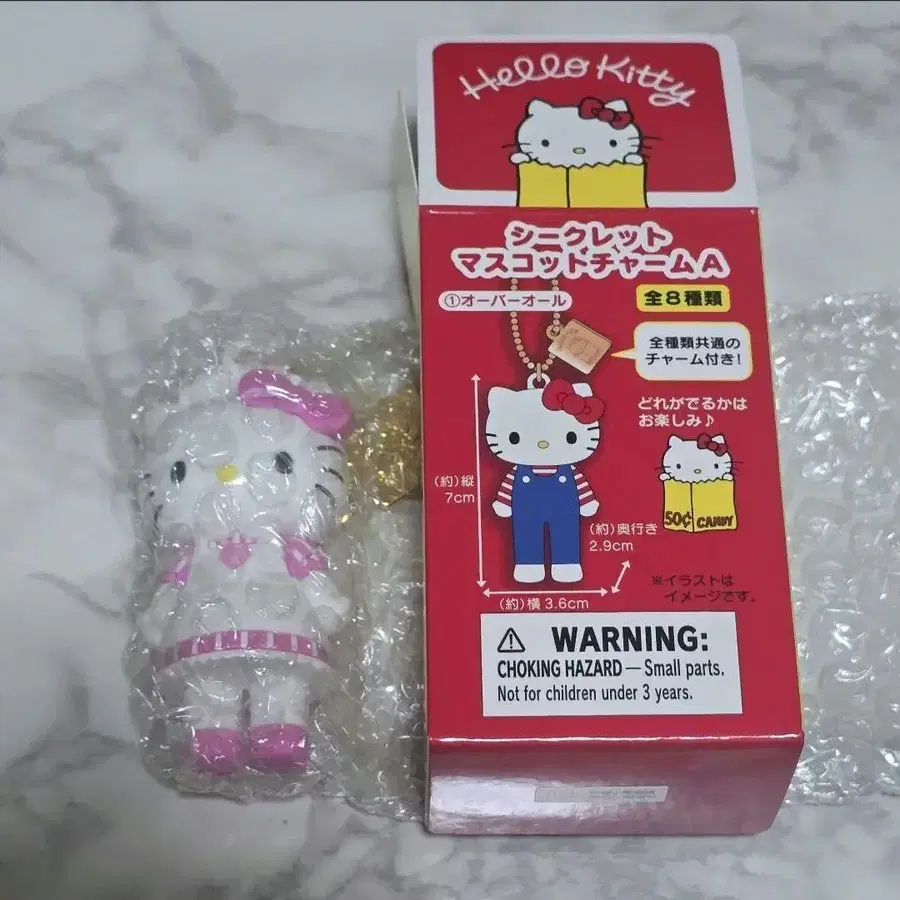 Hello Kitty
シークレット
マスコットチャームA
①オーバーオール
全8種類
全種類共通の
チャーム付き!
どれがでるかは
お楽しみ♪
(約)縦
7cm
50¢ CANDY
(約)奥行き
2.9cm
(約)横 3.6cm
※イラストは
イメージです。
⚠ WARNING:
CHOKING HAZARD — Small parts.
Not for children under 3 years.